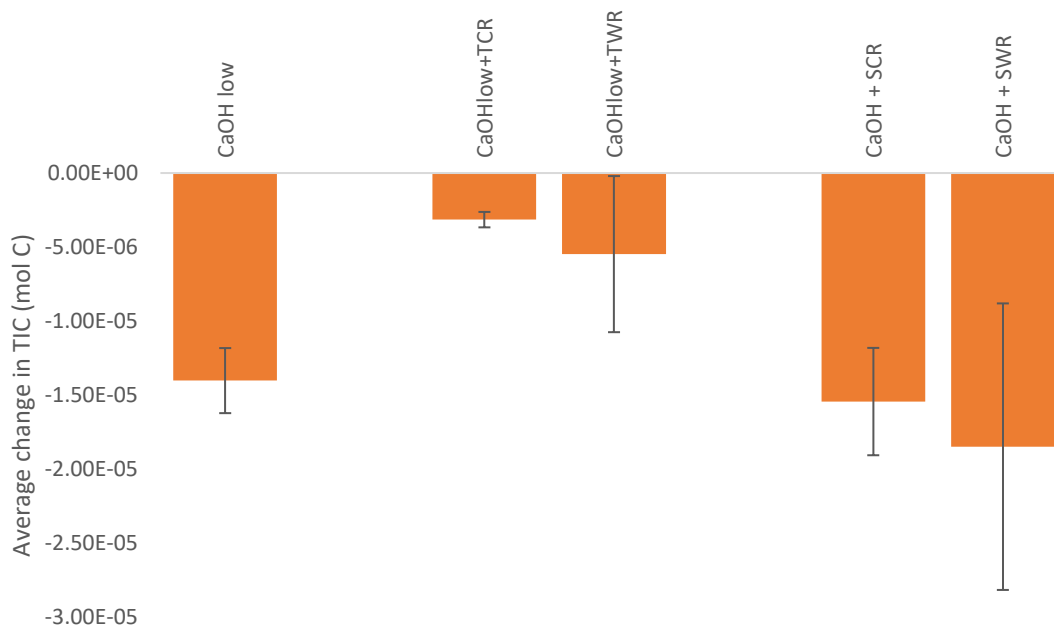 CaOH low
CaOHlow+TCR
CaOHlow+TWR
CaOH + SCR
CaOH + SWR
Average change in TIC (mol C)
0.00E+00
-5.00E-06
-1.00E-05
-1.50E-05
-2.00E-05
-2.50E-05
-3.00E-05